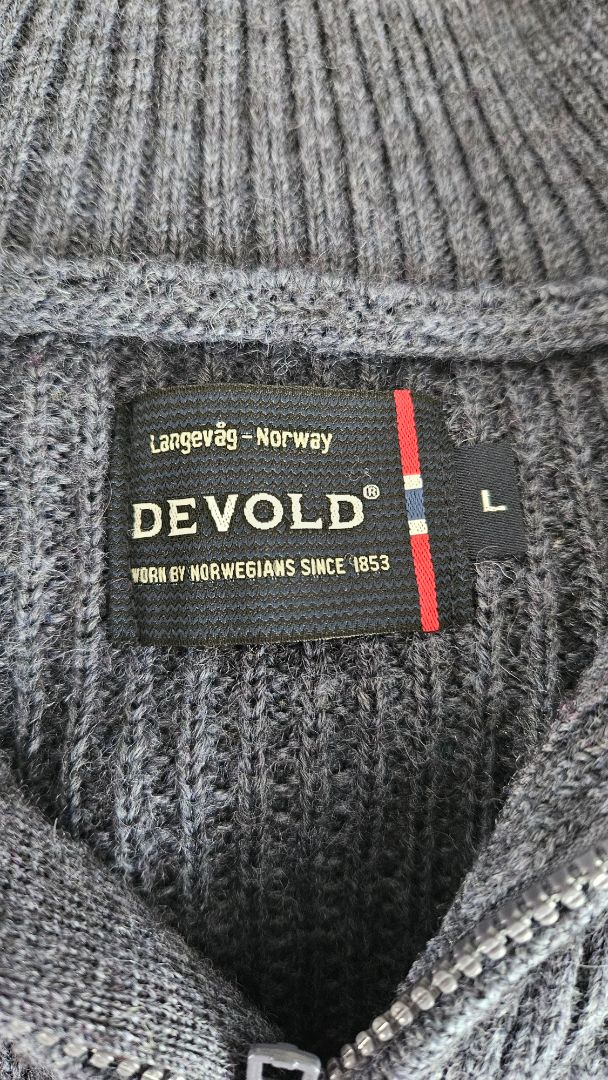 Langevåg - Norway
DEVOLD®
WORN BY NORWEGIANS SINCE 1853
L